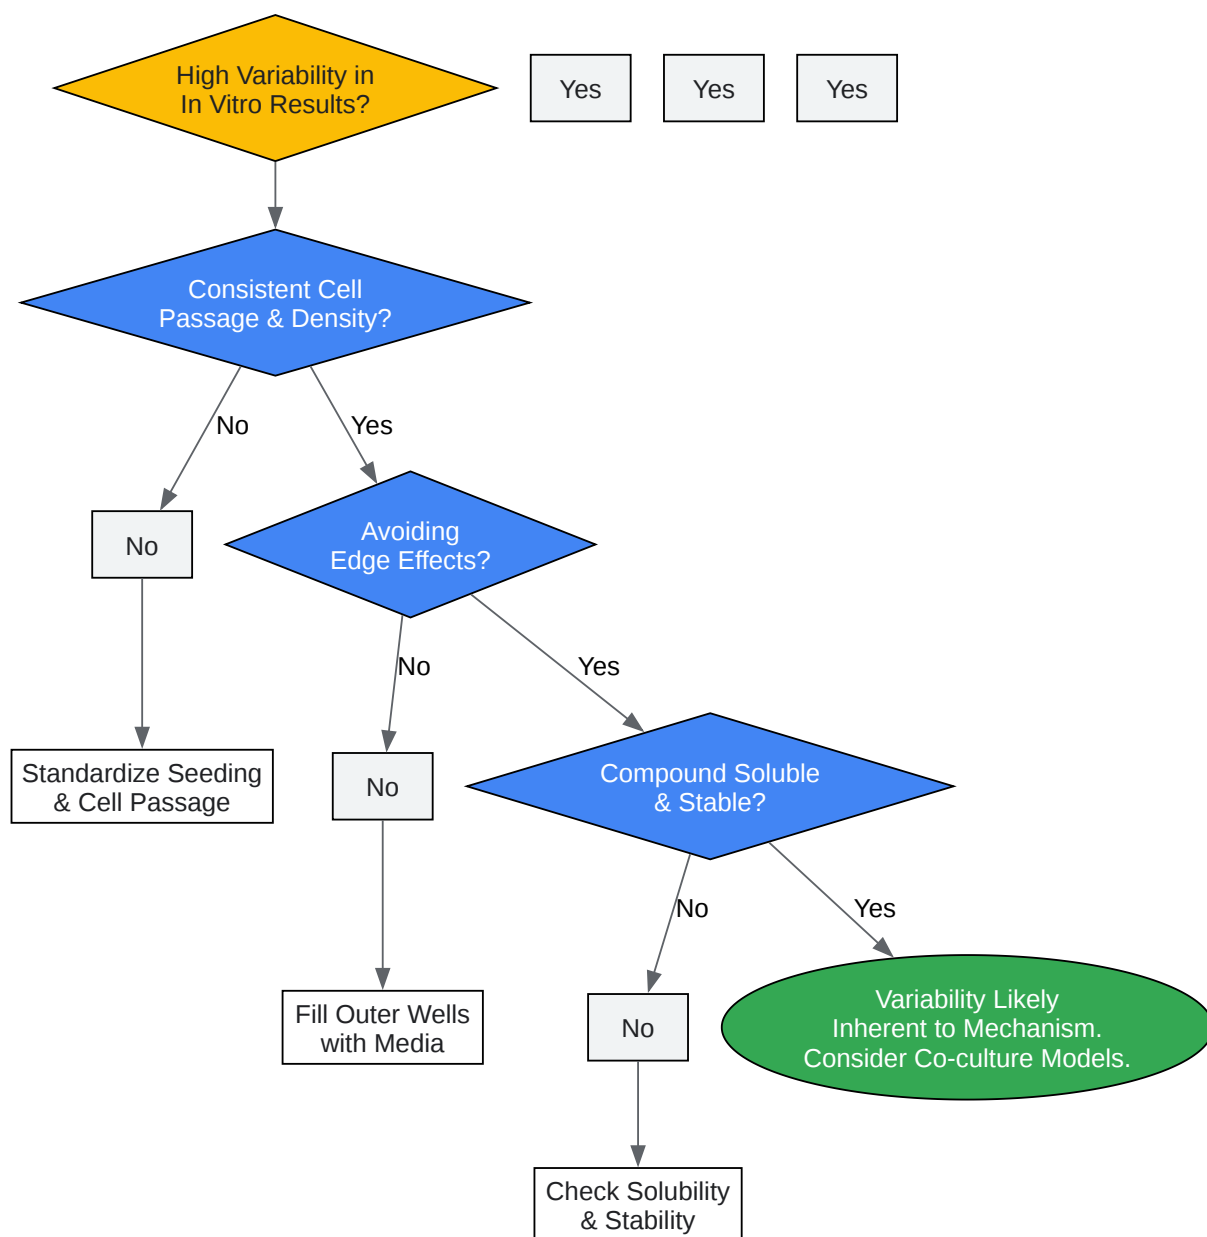 High Variability in
In Vitro Results?
Yes
Yes
Yes
Consistent Cell
Passage & Density?
No
Yes
No
Avoiding
Edge Effects?
No
Yes
Standardize Seeding
& Cell Passage
No
Compound Soluble
& Stable?
No
Yes
Fill Outer Wells
with Media
No
Variability Likely
Inherent to Mechanism.
Consider Co-culture Models.
Check Solubility
& Stability